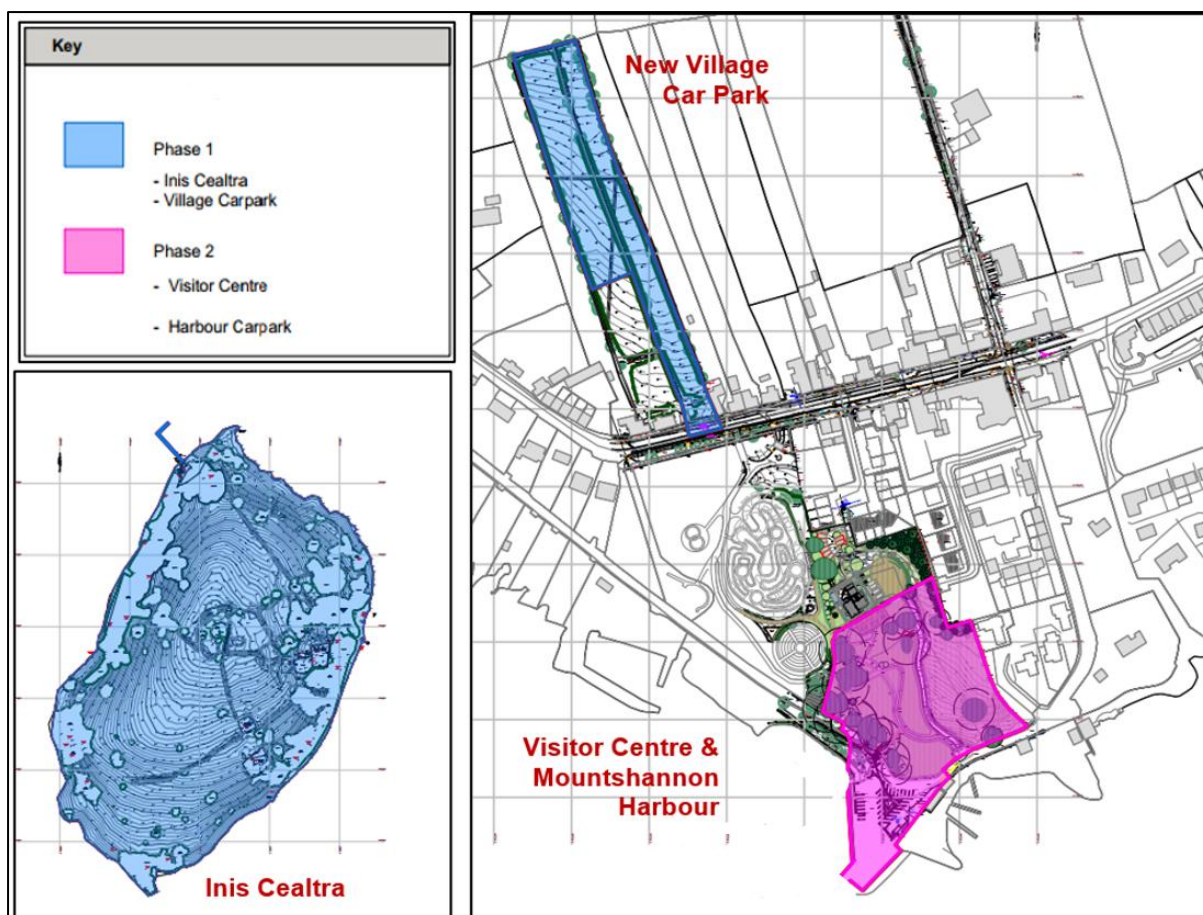 Key
Phase 1
- Inis Cealtra
- Village Carpark
Phase 2
- Visitor Centre
- Harbour Carpark
Inis Cealtra
New Village
Car Park
Visitor Centre &
Mountshannon
Harbour